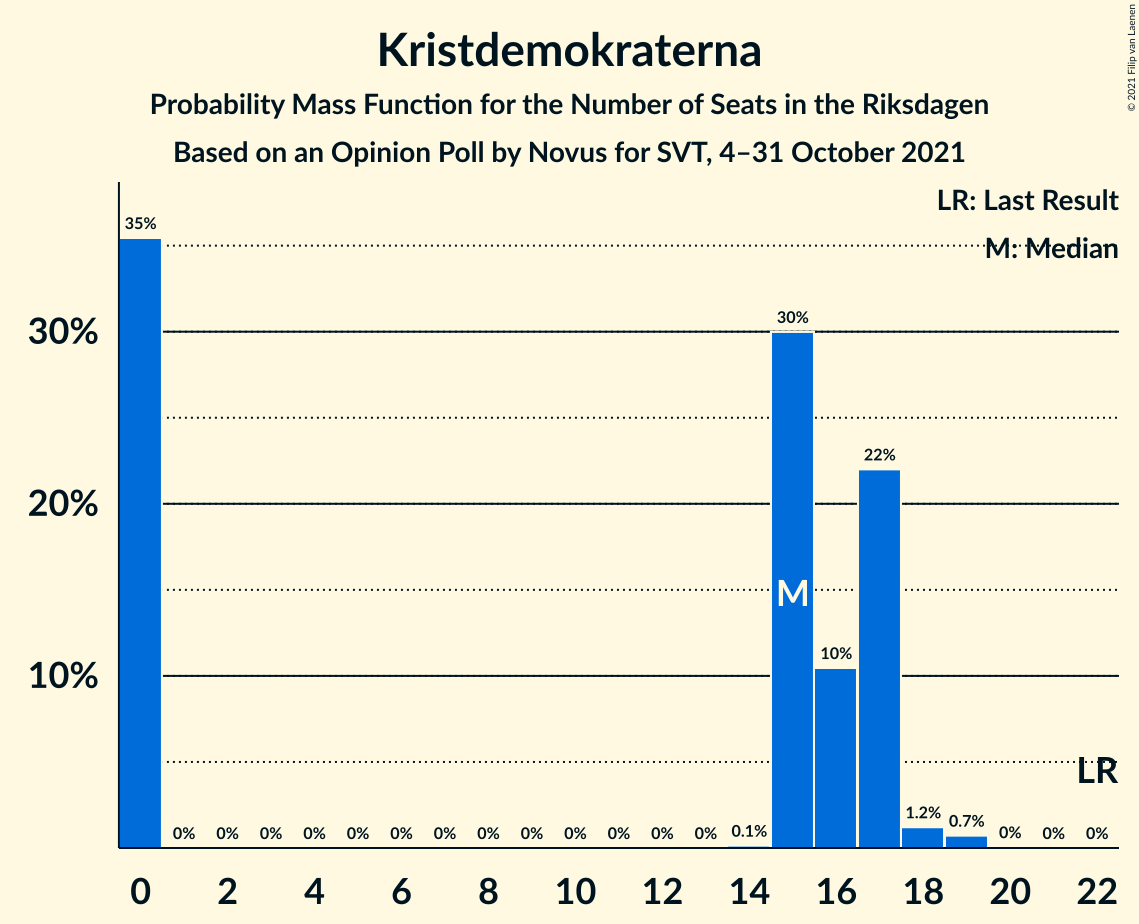 Kristdemokraterna
Probability Mass Function for the Number of Seats in the Riksdagen
Based on an Opinion Poll by Novus for SVT, 4–31 October 2021
© 2021 Filip van Laenen
LR: Last Result
M: Median
35%
30%
30%
22%
20%
M
10%
10%
LR
0% 0% 0% 0% 0% 0% 0% 0% 0% 0% 0% 0% 0% 0.1% 1.2% 0.7% 0% 0% 0%
0 2 4 6 8 10 12 14 16 18 20 22